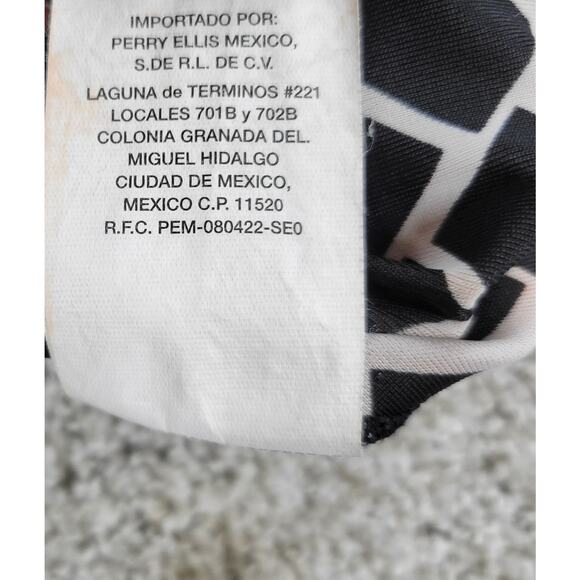 IMPORTADO POR:
PERRY ELLIS MEXICO,
S.DE R.L. DE C.V.
LAGUNA de TERMINOS #221
LOCALES 701B y 702B
COLONIA GRANADA DEL.
MIGUEL HIDALGO
CIUDAD DE MEXICO,
MEXICO C.P. 11520
R.F.C. PEM-080422-SE0